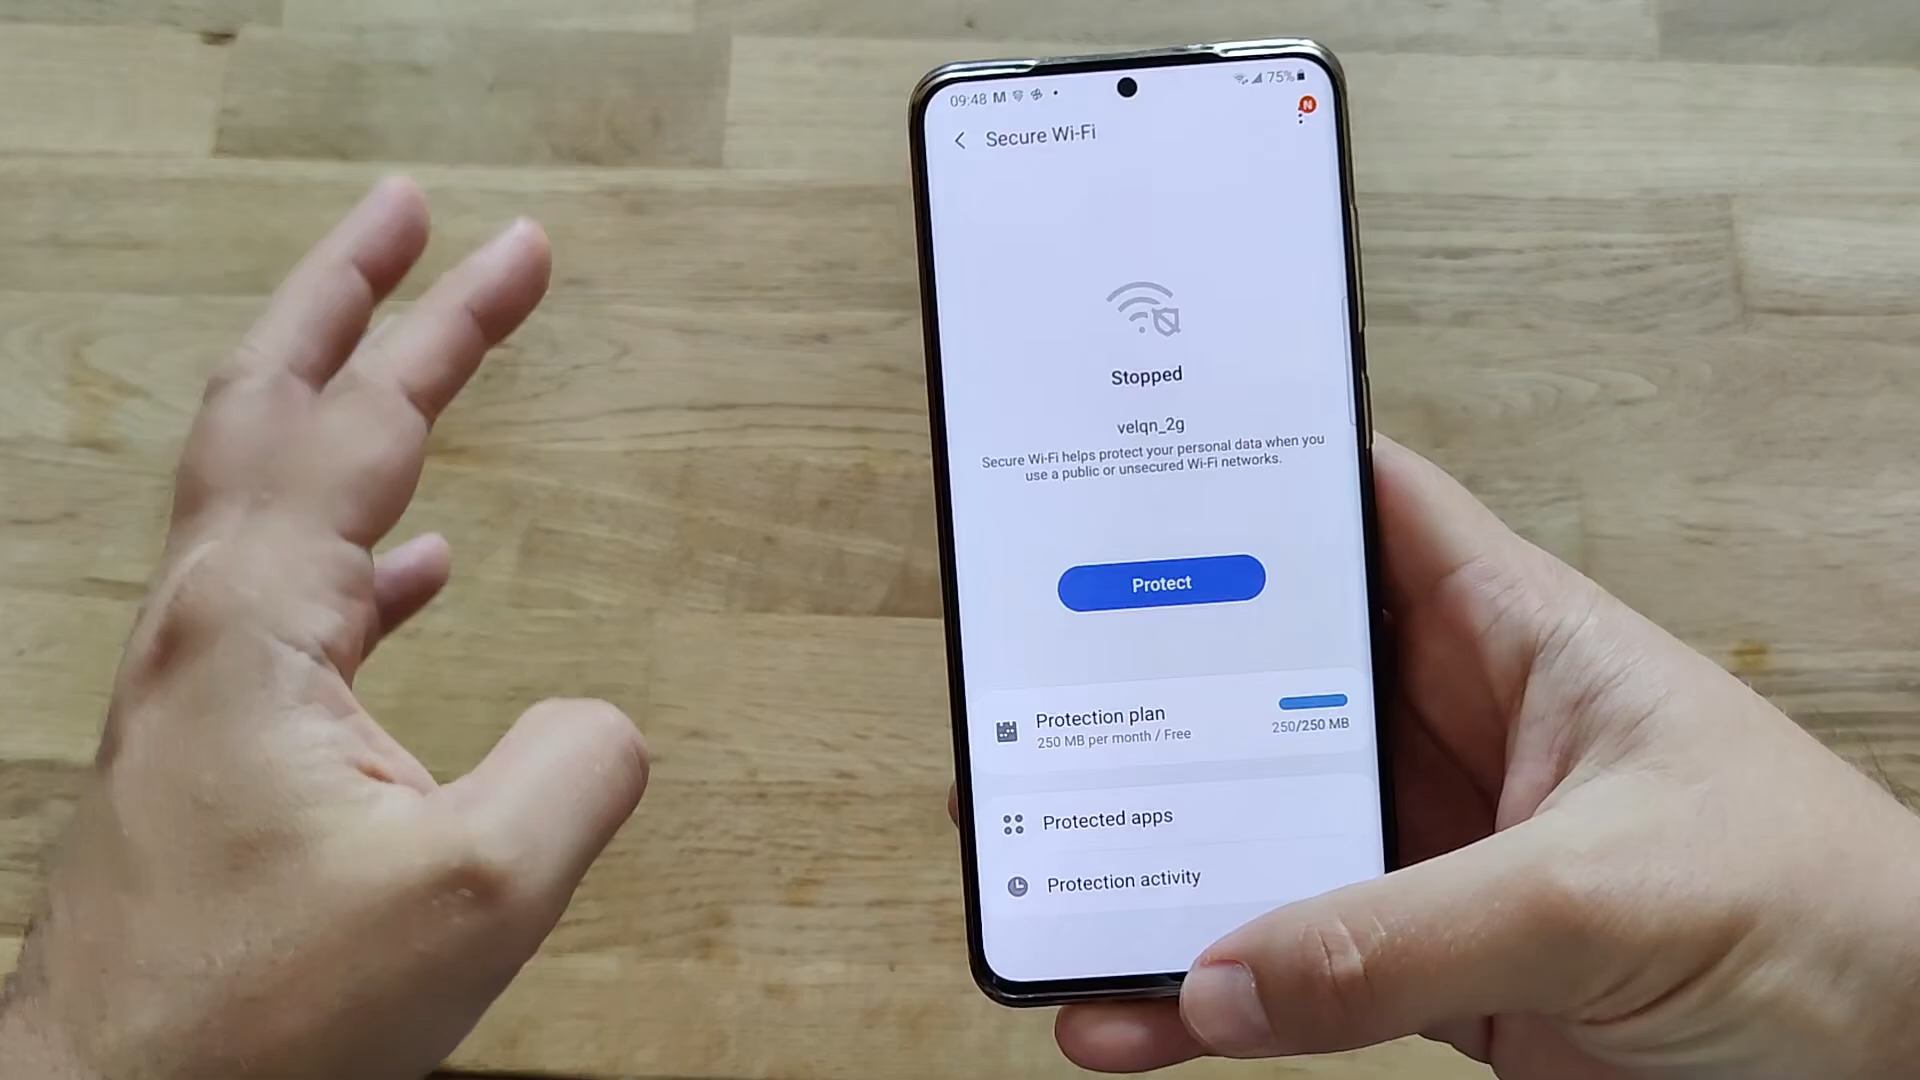 09:48 M
75%
N
Secure Wi-Fi
Stopped
velqn_2g
Secure Wi-Fi helps protect your personal data when you
use a public or unsecured Wi-Fi networks.
Protect
Protection plan
250 MB per month / Free
250/250 MB
Protected apps
Protection activity